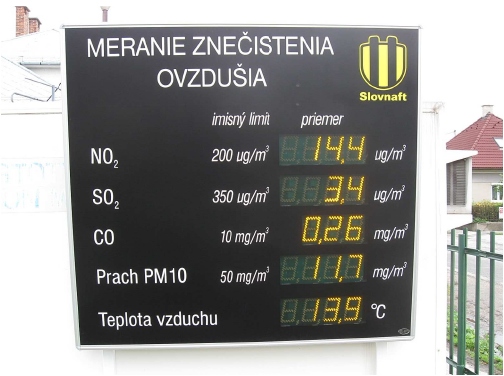 MERANIE ZNEČISTENIA
OVZDUŠIA
Slovnaft
imisný limit priemer
NO₂ 200 ug/m³ 14,4 ug/m³
SO₂ 350 ug/m³ 3,4 ug/m³
CO 10 mg/m³ 0,26 mg/m³
Prach PM10 50 mg/m³ 11,7 mg/m³
Teplota vzduchu 13,9 °C